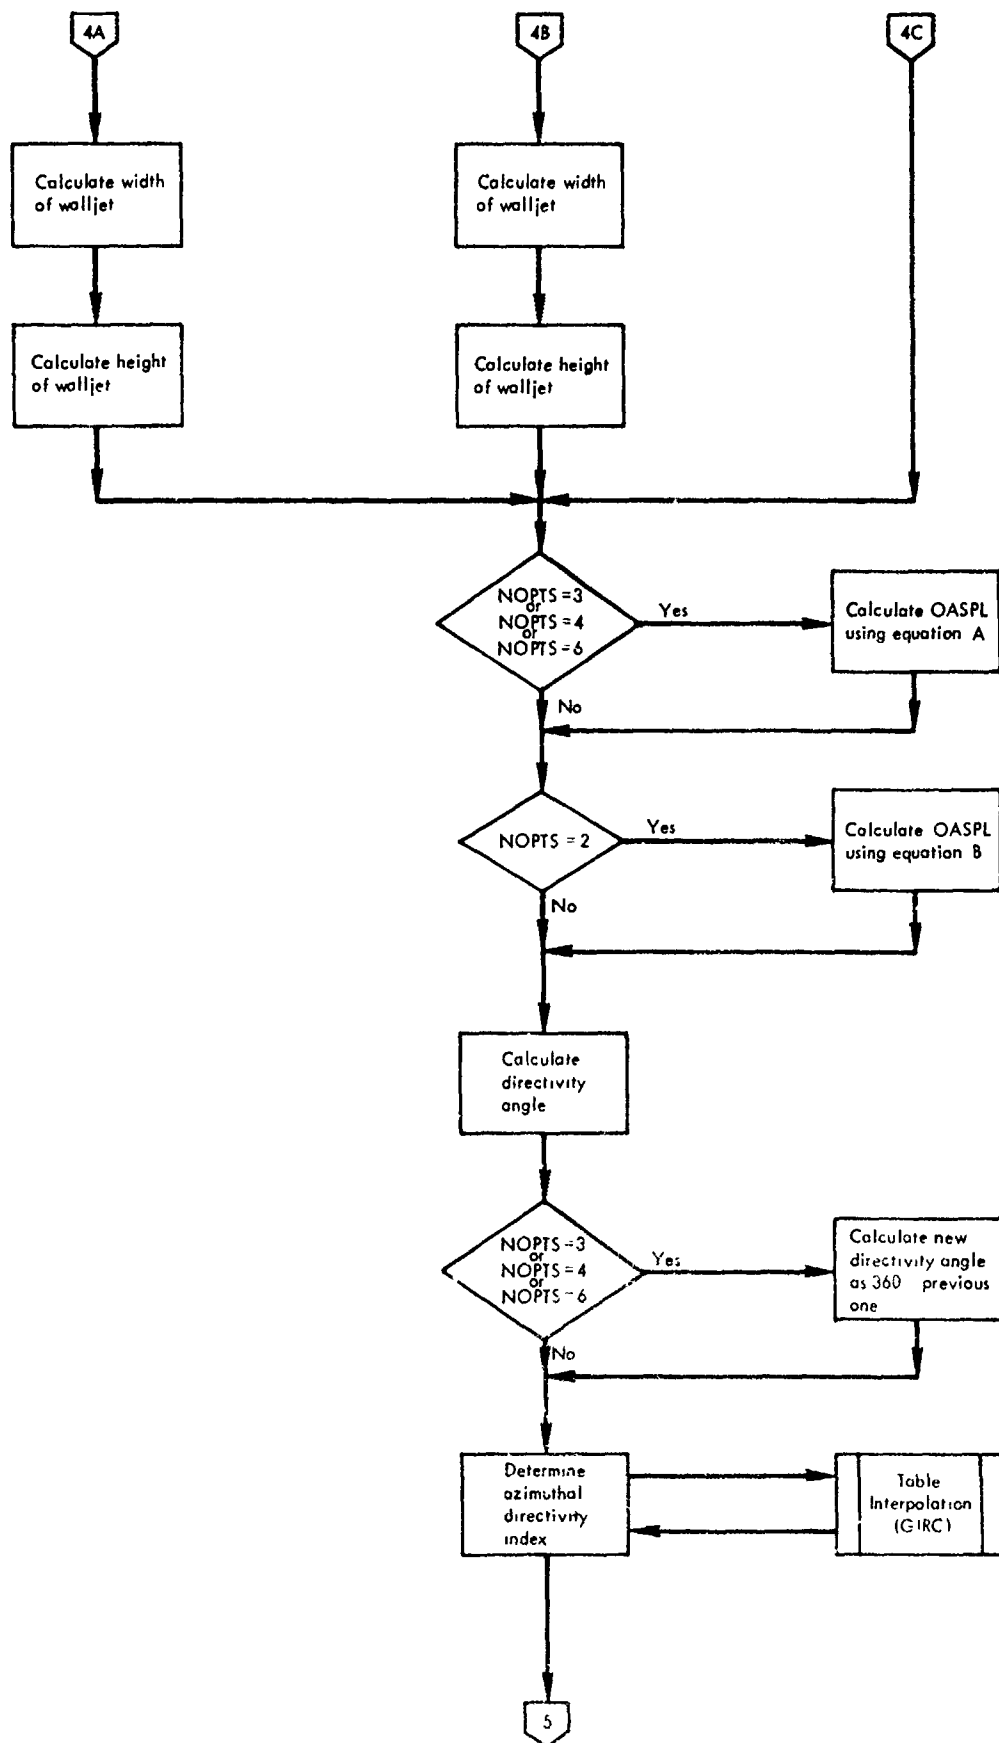 4A
4B
4C
Calculate width
of walljet
Calculate width
of walljet
Calculate height
of walljet
Calculate height
of walljet
NOPTS = 3
or
NOPTS = 4
or
NOPTS = 6
Yes
Calculate OASPL
using equation A
No
NOPTS = 2
Yes
Calculate OASPL
using equation B
No
Calculate
directivity
angle
NOPTS = 3
or
NOPTS = 4
or
NOPTS = 6
Yes
Calculate new
directivity angle
as 360 previous
one
No
Determine
azimuthal
directivity
index
Table
Interpolation
(GIRC)
5